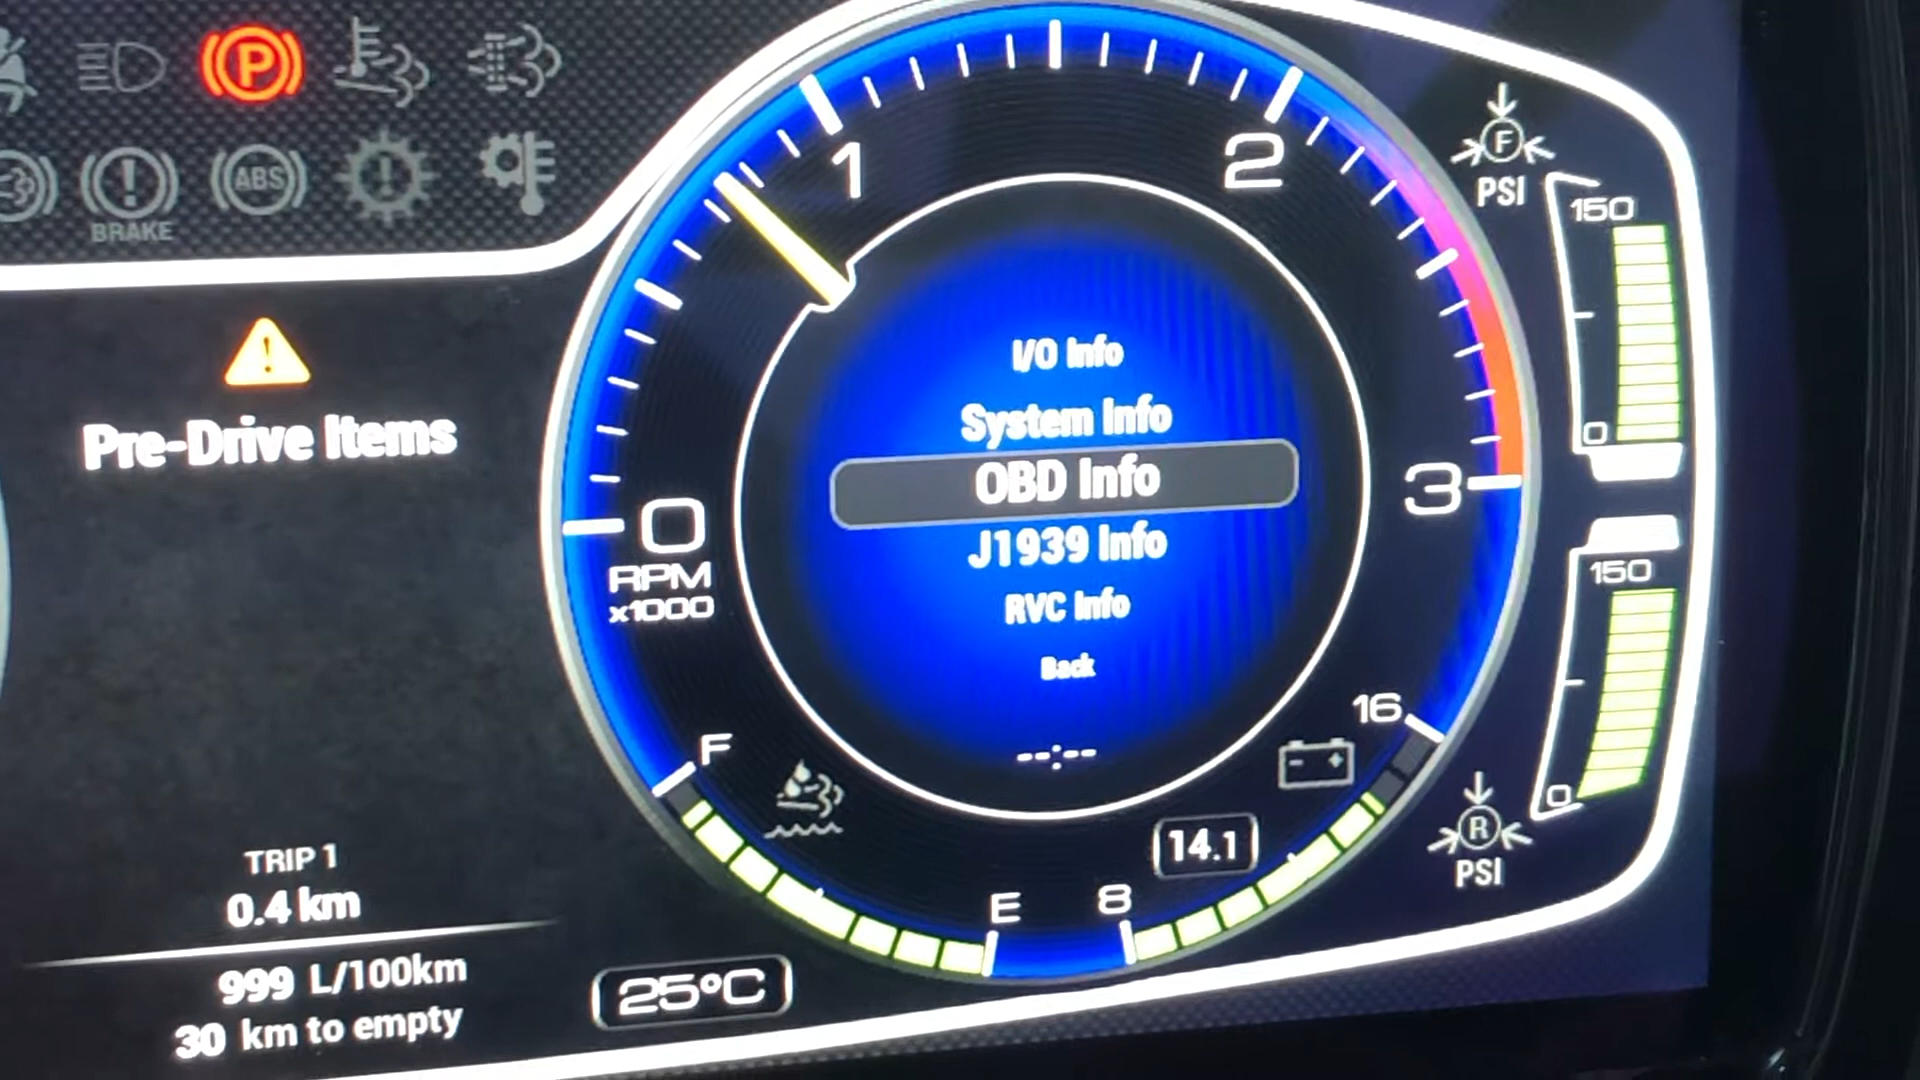 P
ABS
BRAKE
Pre-Drive Items
TRIP 1
0.4 km
999 L/100km
30 km to empty
25°C
0
1
2
3
RPM
x1000
I/O Info
System Info
OBD Info
J1939 Info
RVC Info
Back
--:--
F
E
8
16
14.1
F
PSI
150
0
150
0
R
PSI